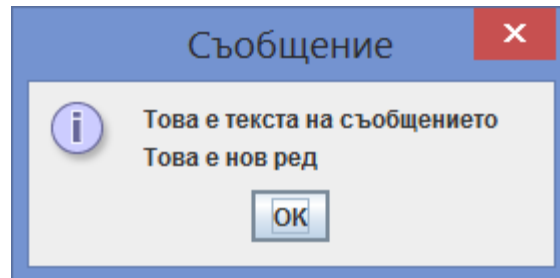 Съобщение
Това е текста на съобщението
Това е нов ред
OK